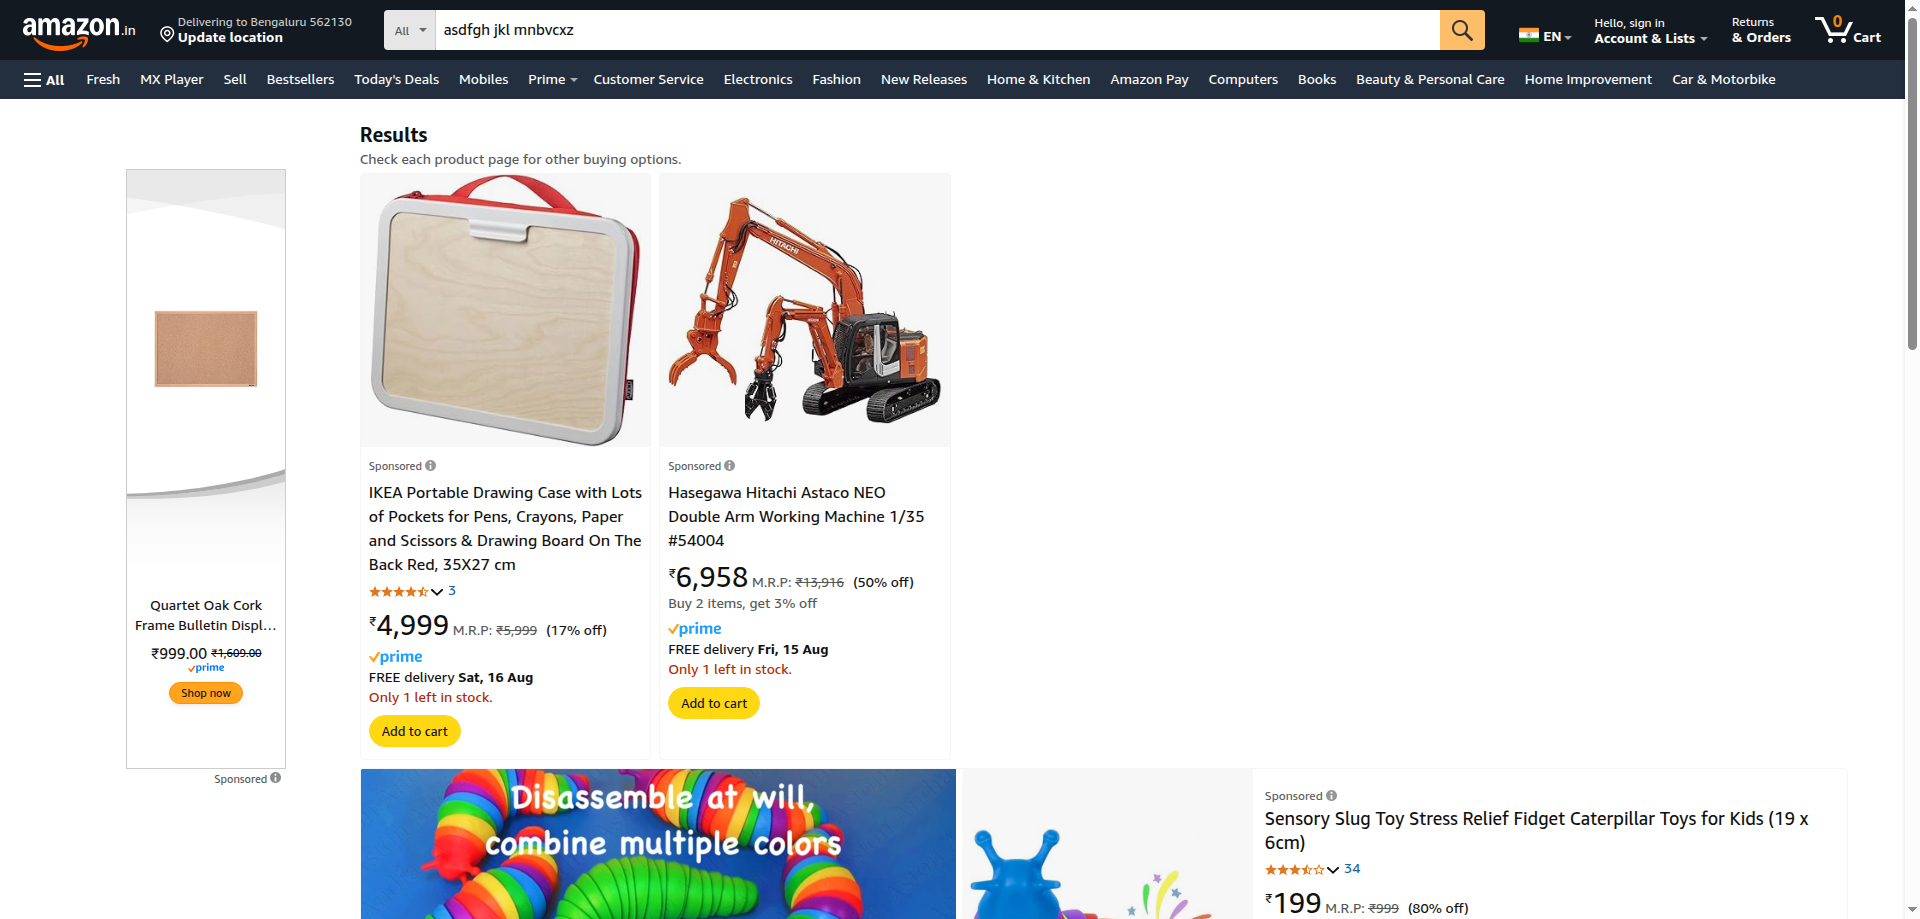 amazon.in
Delivering to Bengaluru 562130
Update location
All
asdfgh jkl mnbvcxz
EN
Hello, sign in
Account & Lists
Returns
& Orders
0
Cart
All
Fresh
MX Player
Sell
Bestsellers
Today's Deals
Mobiles
Prime
Customer Service
Electronics
Fashion
New Releases
Home & Kitchen
Amazon Pay
Computers
Books
Beauty & Personal Care
Home Improvement
Car & Motorbike
Results
Check each product page for other buying options.
Quartet Oak Cork
Frame Bulletin Displ...
₹999.00 ₹1,609.00
prime
Shop now
Sponsored
Sponsored
IKEA Portable Drawing Case with Lots
of Pockets for Pens, Crayons, Paper
and Scissors & Drawing Board On The
Back Red, 35X27 cm
3
₹4,999 M.R.P: ₹5,999 (17% off)
prime
FREE delivery Sat, 16 Aug
Only 1 left in stock.
Add to cart
HITACHI
Sponsored
Hasegawa Hitachi Astaco NEO
Double Arm Working Machine 1/35
#54004
₹6,958 M.R.P: ₹13,916 (50% off)
Buy 2 items, get 3% off
prime
FREE delivery Fri, 15 Aug
Only 1 left in stock.
Add to cart
Disassemble at will,
combine multiple colors
Sponsored
Sensory Slug Toy Stress Relief Fidget Caterpillar Toys for Kids (19 x
6cm)
34
₹199 M.R.P: ₹999 (80% off)